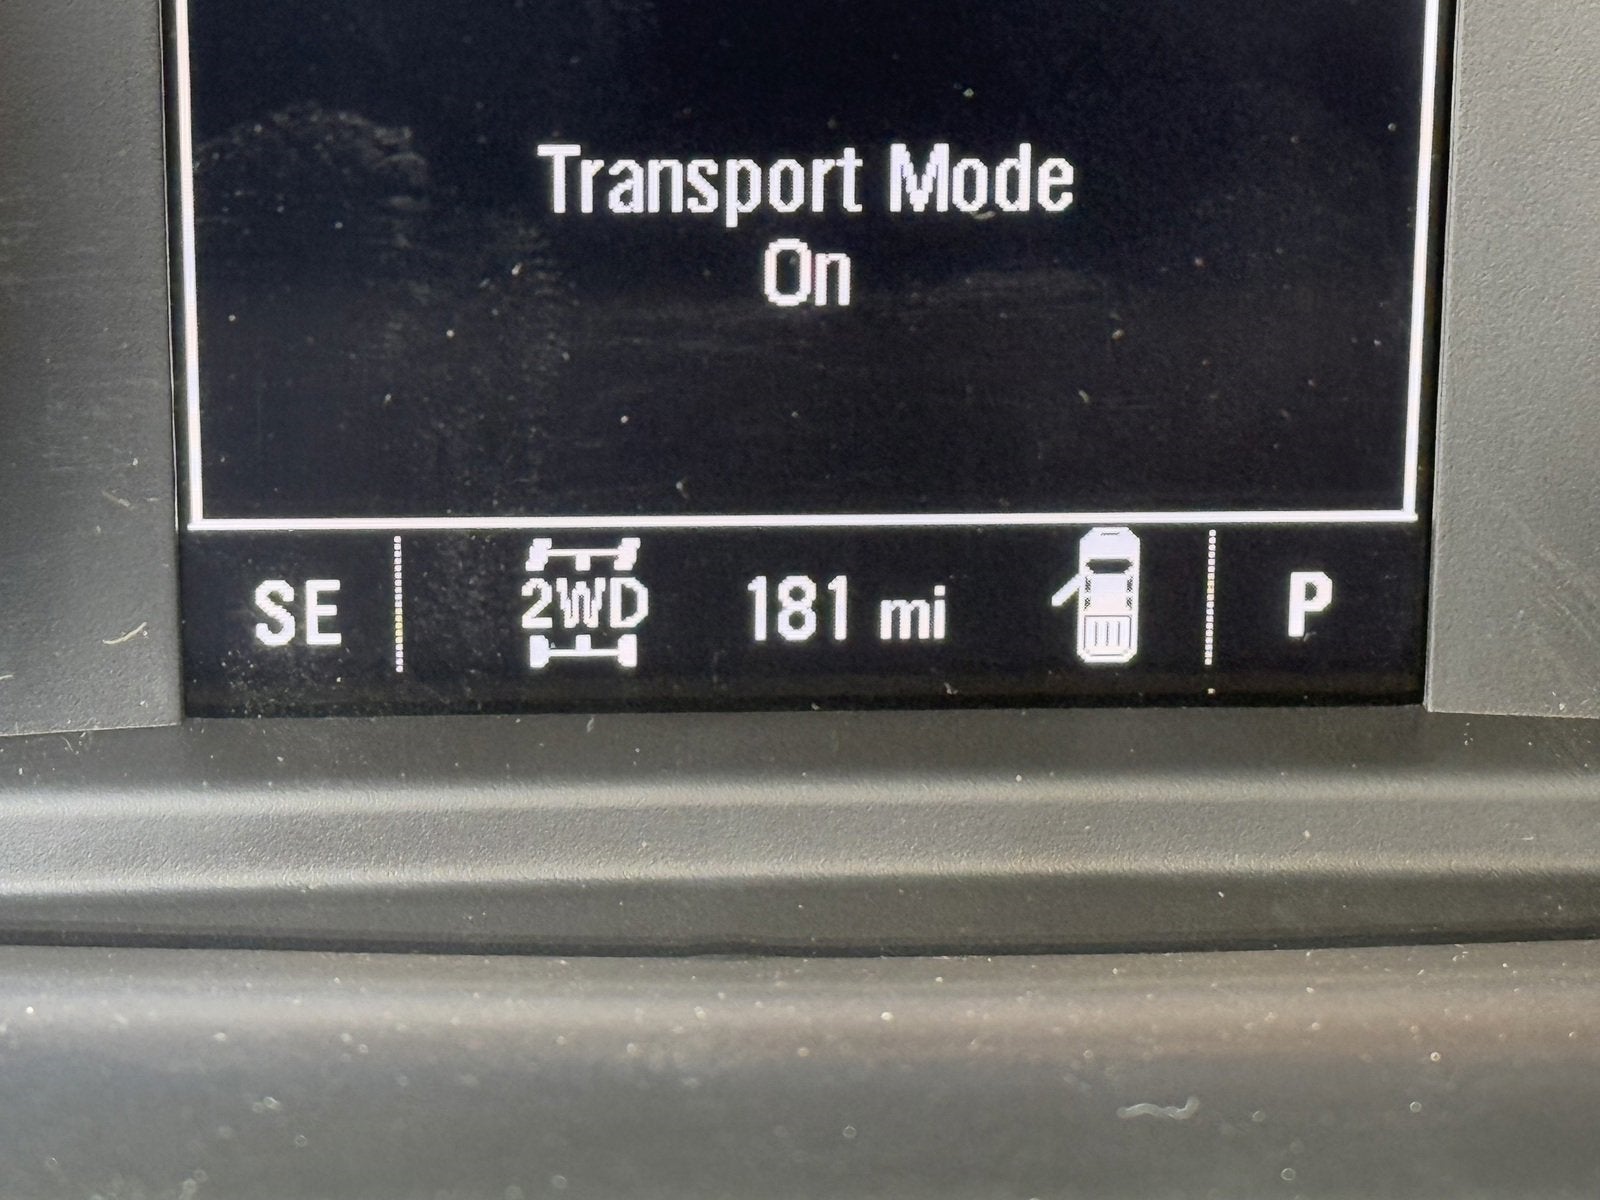 Transport Mode
On
SE 2WD 181 mi P